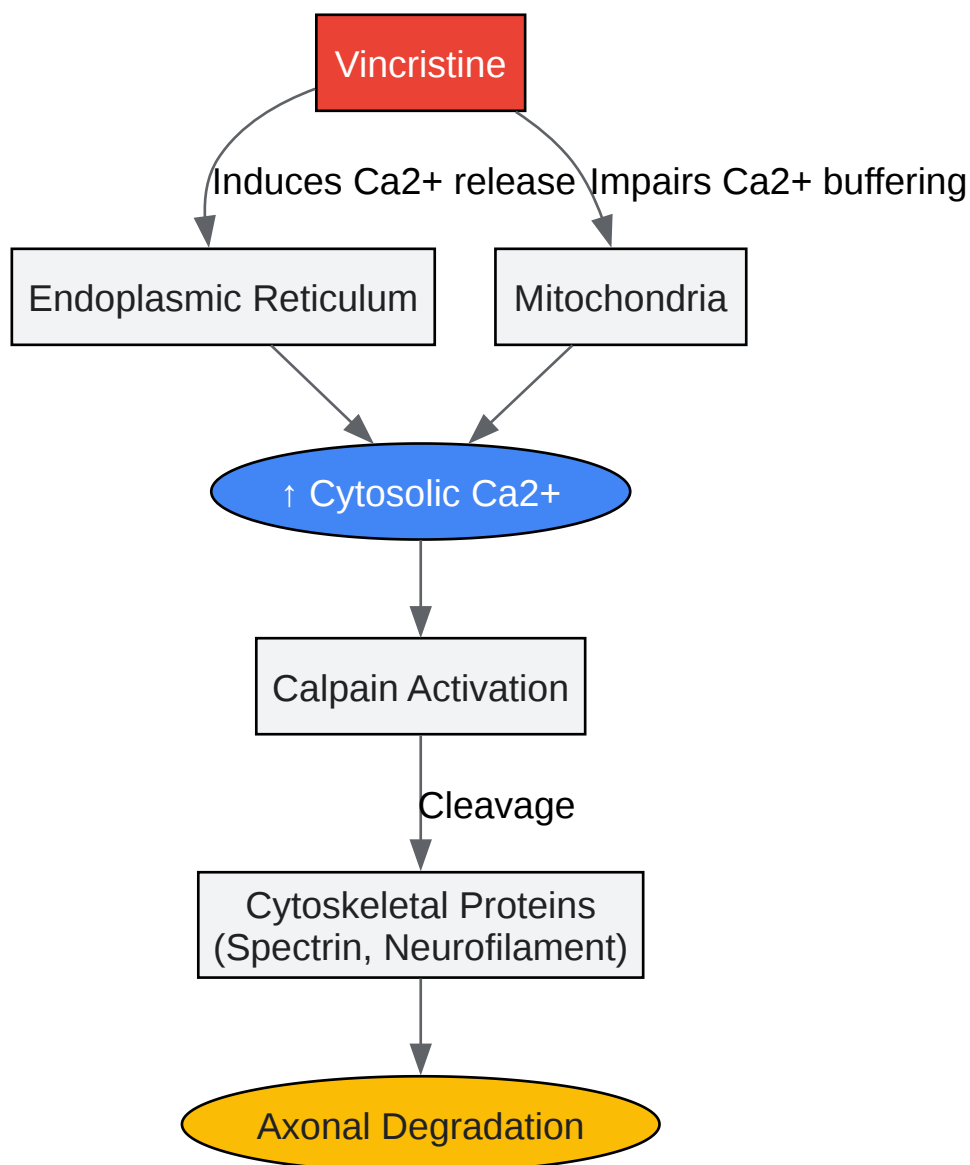 Vincristine
Induces Ca2+ release
Impairs Ca2+ buffering
Endoplasmic Reticulum
Mitochondria
↑ Cytosolic Ca2+
Calpain Activation
Cleavage
Cytoskeletal Proteins
(Spectrin, Neurofilament)
Axonal Degradation